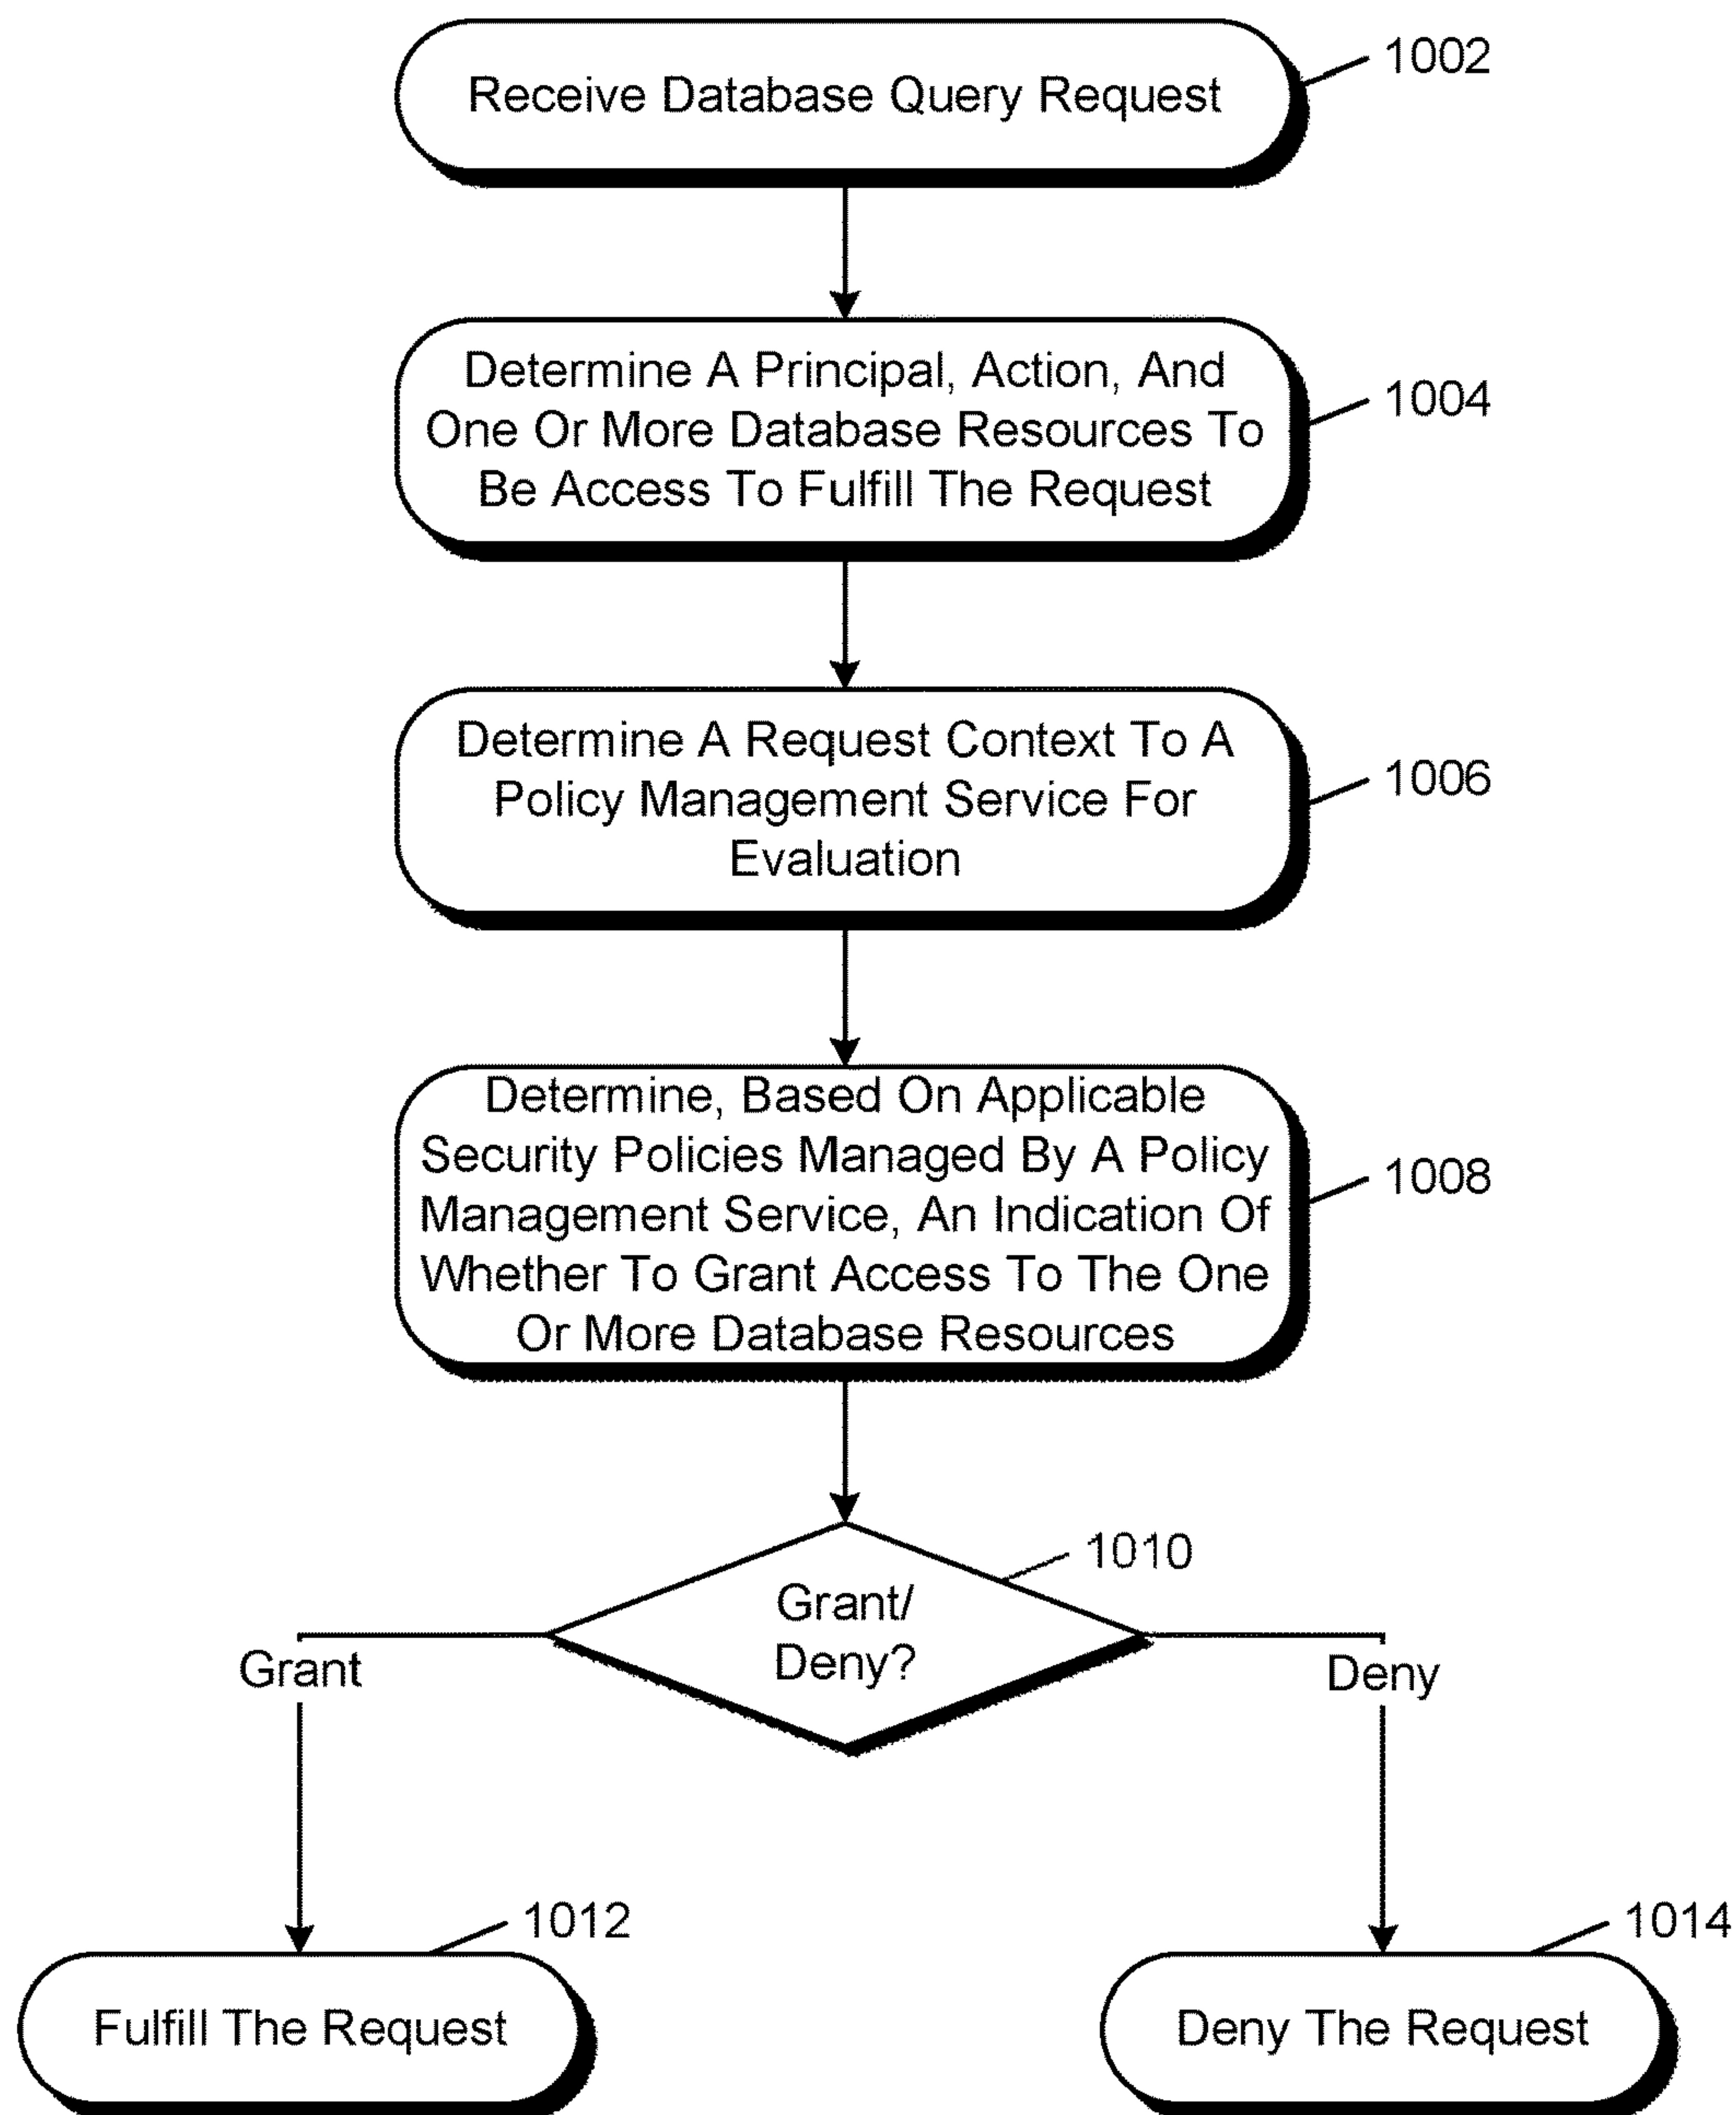 Receive Database Query Request
1002
Determine A Principal, Action, And
One Or More Database Resources To
Be Access To Fulfill The Request
1004
Determine A Request Context To A
Policy Management Service For
Evaluation
1006
Determine, Based On Applicable
Security Policies Managed By A Policy
Management Service, An Indication Of
Whether To Grant Access To The One
Or More Database Resources
1008
Grant/
Deny?
1010
Grant
Deny
Fulfill The Request
1012
Deny The Request
1014